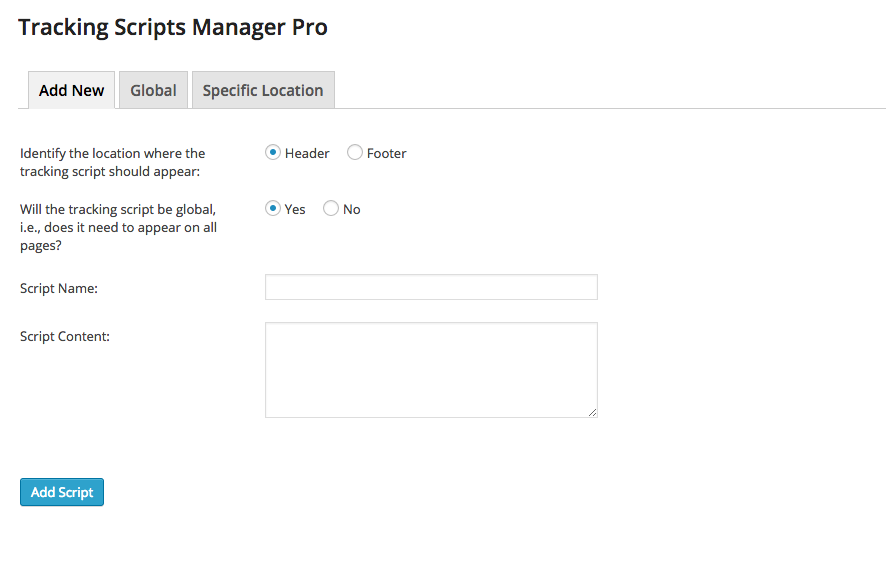 Tracking Scripts Manager Pro
Add New Global Specific Location
Identify the location where the Header Footer
tracking script should appear:
Will the tracking script be global, Yes No
i.e., does it need to appear on all
pages?
Script Name:
Script Content:
Add Script